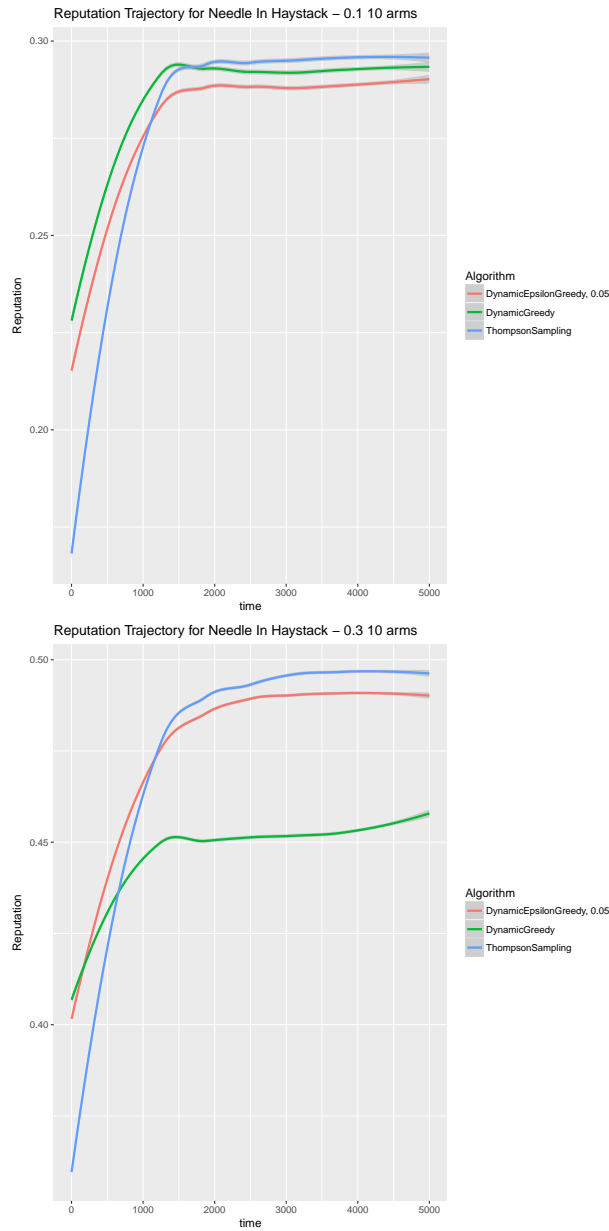 Reputation Trajectory for Needle In Haystack – 0.1 10 arms
0.30
0.25
0.20
Reputation
0
1000
2000
3000
4000
5000
time
Algorithm
DynamicEpsilonGreedy, 0.05
DynamicGreedy
ThompsonSampling
Reputation Trajectory for Needle In Haystack – 0.3 10 arms
0.50
0.45
0.40
Reputation
0
1000
2000
3000
4000
5000
time
Algorithm
DynamicEpsilonGreedy, 0.05
DynamicGreedy
ThompsonSampling